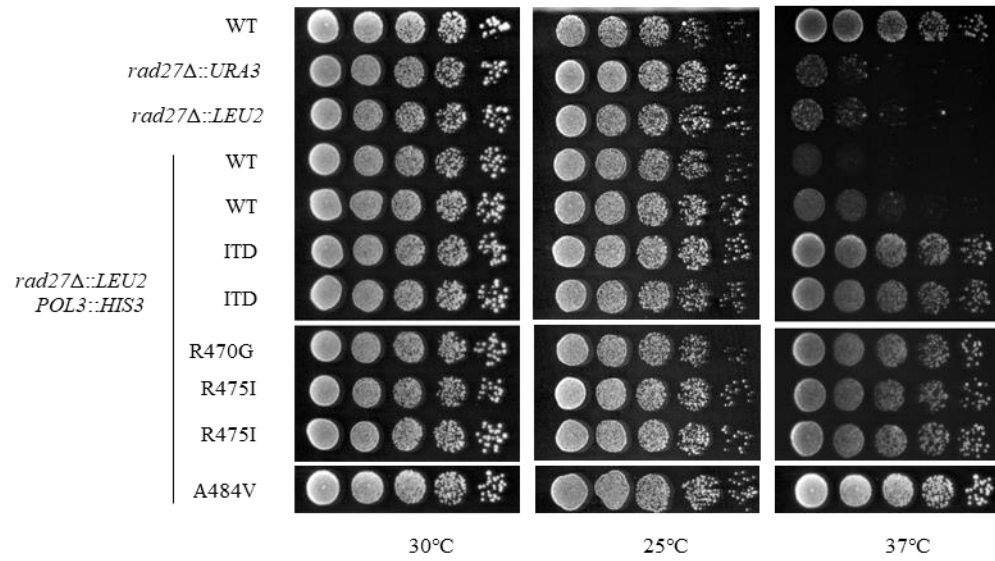 WT
rad27Δ::URA3
rad27Δ::LEU2
WT
WT
ITD
rad27Δ::LEU2
POL3::HIS3
ITD
R470G
R475I
R475I
A484V
30°C 25°C 37°C